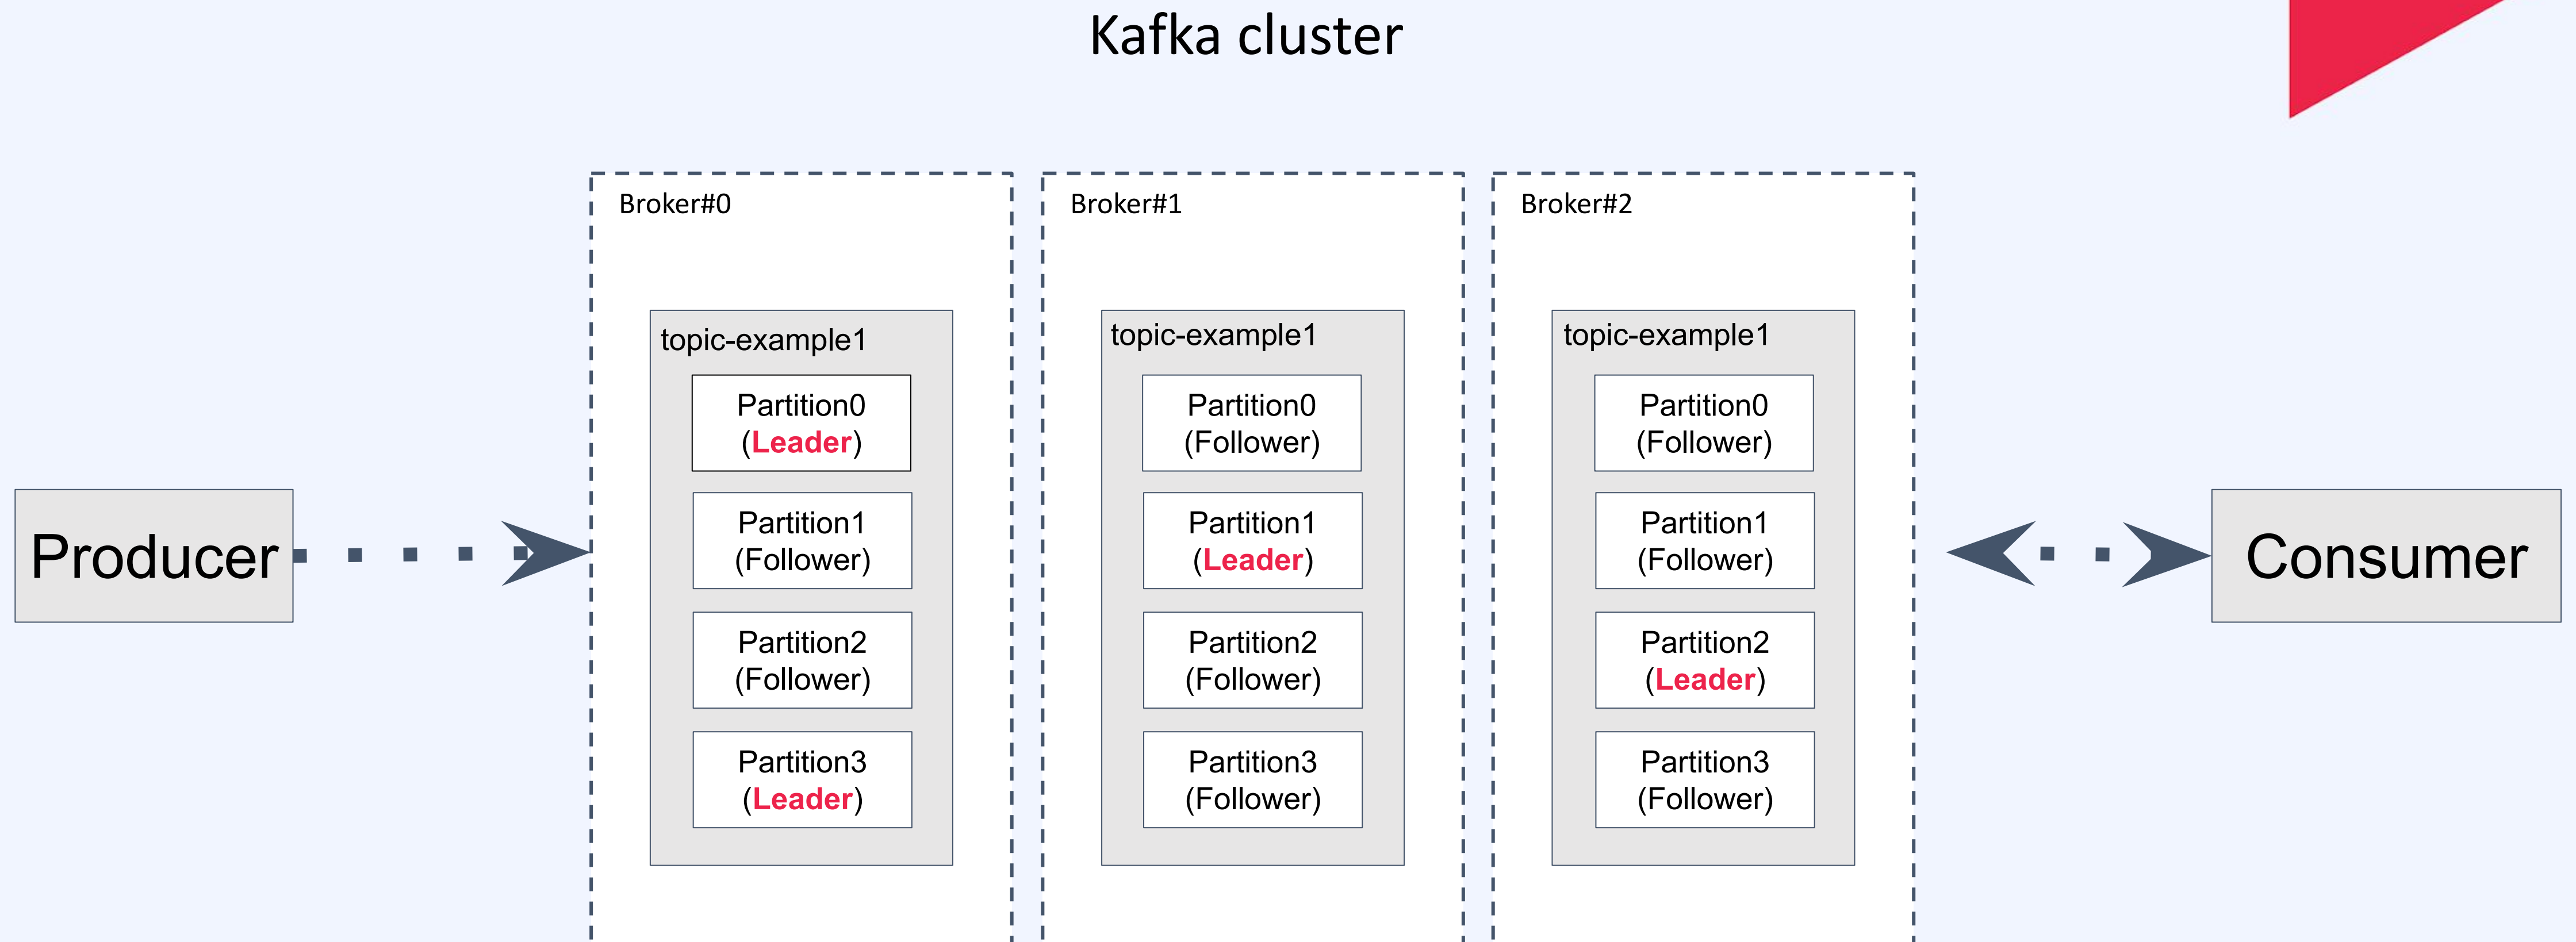 Kafka cluster
Producer
Broker#0
topic-example1
Partition0
(Leader)
Partition1
(Follower)
Partition2
(Follower)
Partition3
(Leader)
Broker#1
topic-example1
Partition0
(Follower)
Partition1
(Leader)
Partition2
(Follower)
Partition3
(Follower)
Broker#2
topic-example1
Partition0
(Follower)
Partition1
(Follower)
Partition2
(Leader)
Partition3
(Follower)
Consumer